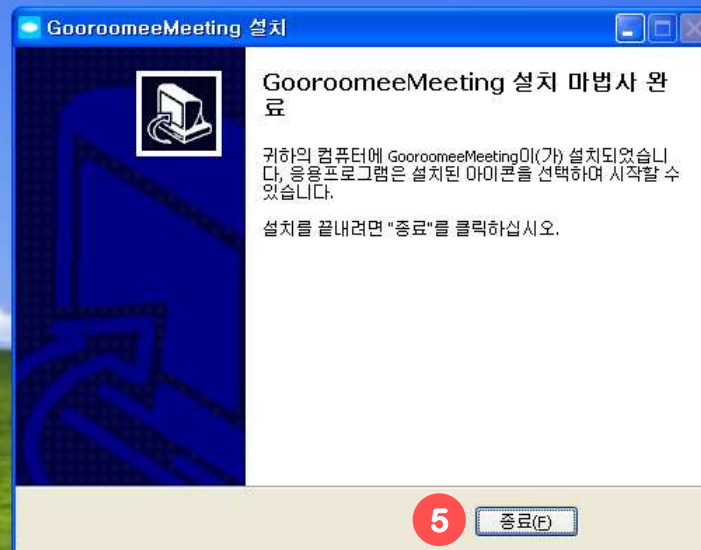 GooroomeeMeeting 설치
GooroomeeMeeting 설치 마법사 완
료
귀하의 컴퓨터에 GooroomeeMeeting이(가) 설치되었습니
다, 응용프로그램은 설치된 아이콘을 선택하여 시작할 수
있습니다.
설치를 끝내려면 "종료"를 클릭하십시오.
5 종료(F)